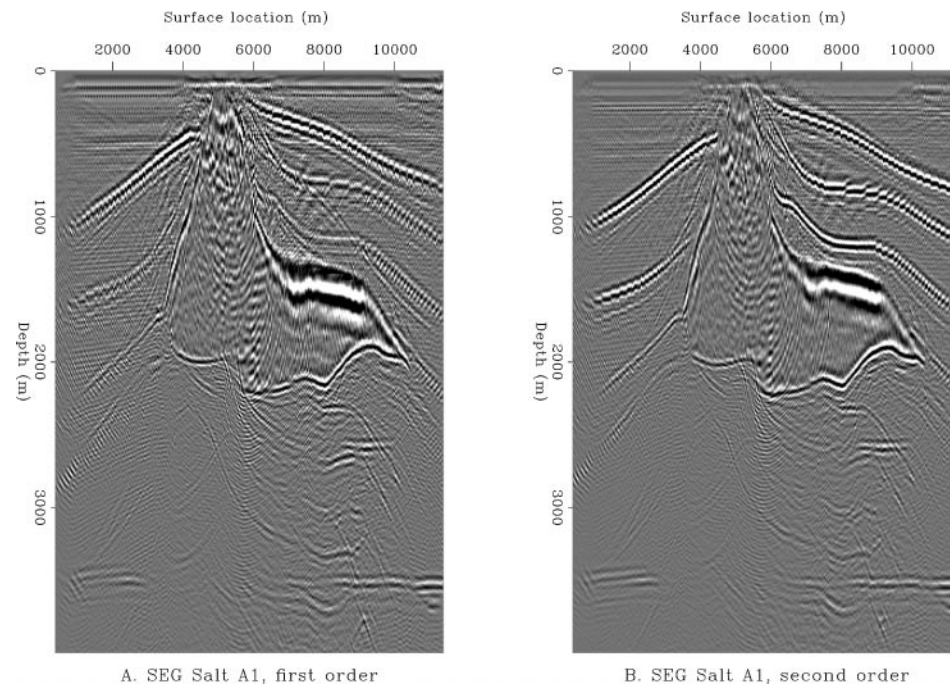 Surface location (m)
2000 4000 6000 8000 10000
0
1000
2000
3000
Depth (m)
A. SEG Salt A1, first order
Surface location (m)
2000 4000 6000 8000 10000
0
1000
2000
3000
Depth (m)
B. SEG Salt A1, second order